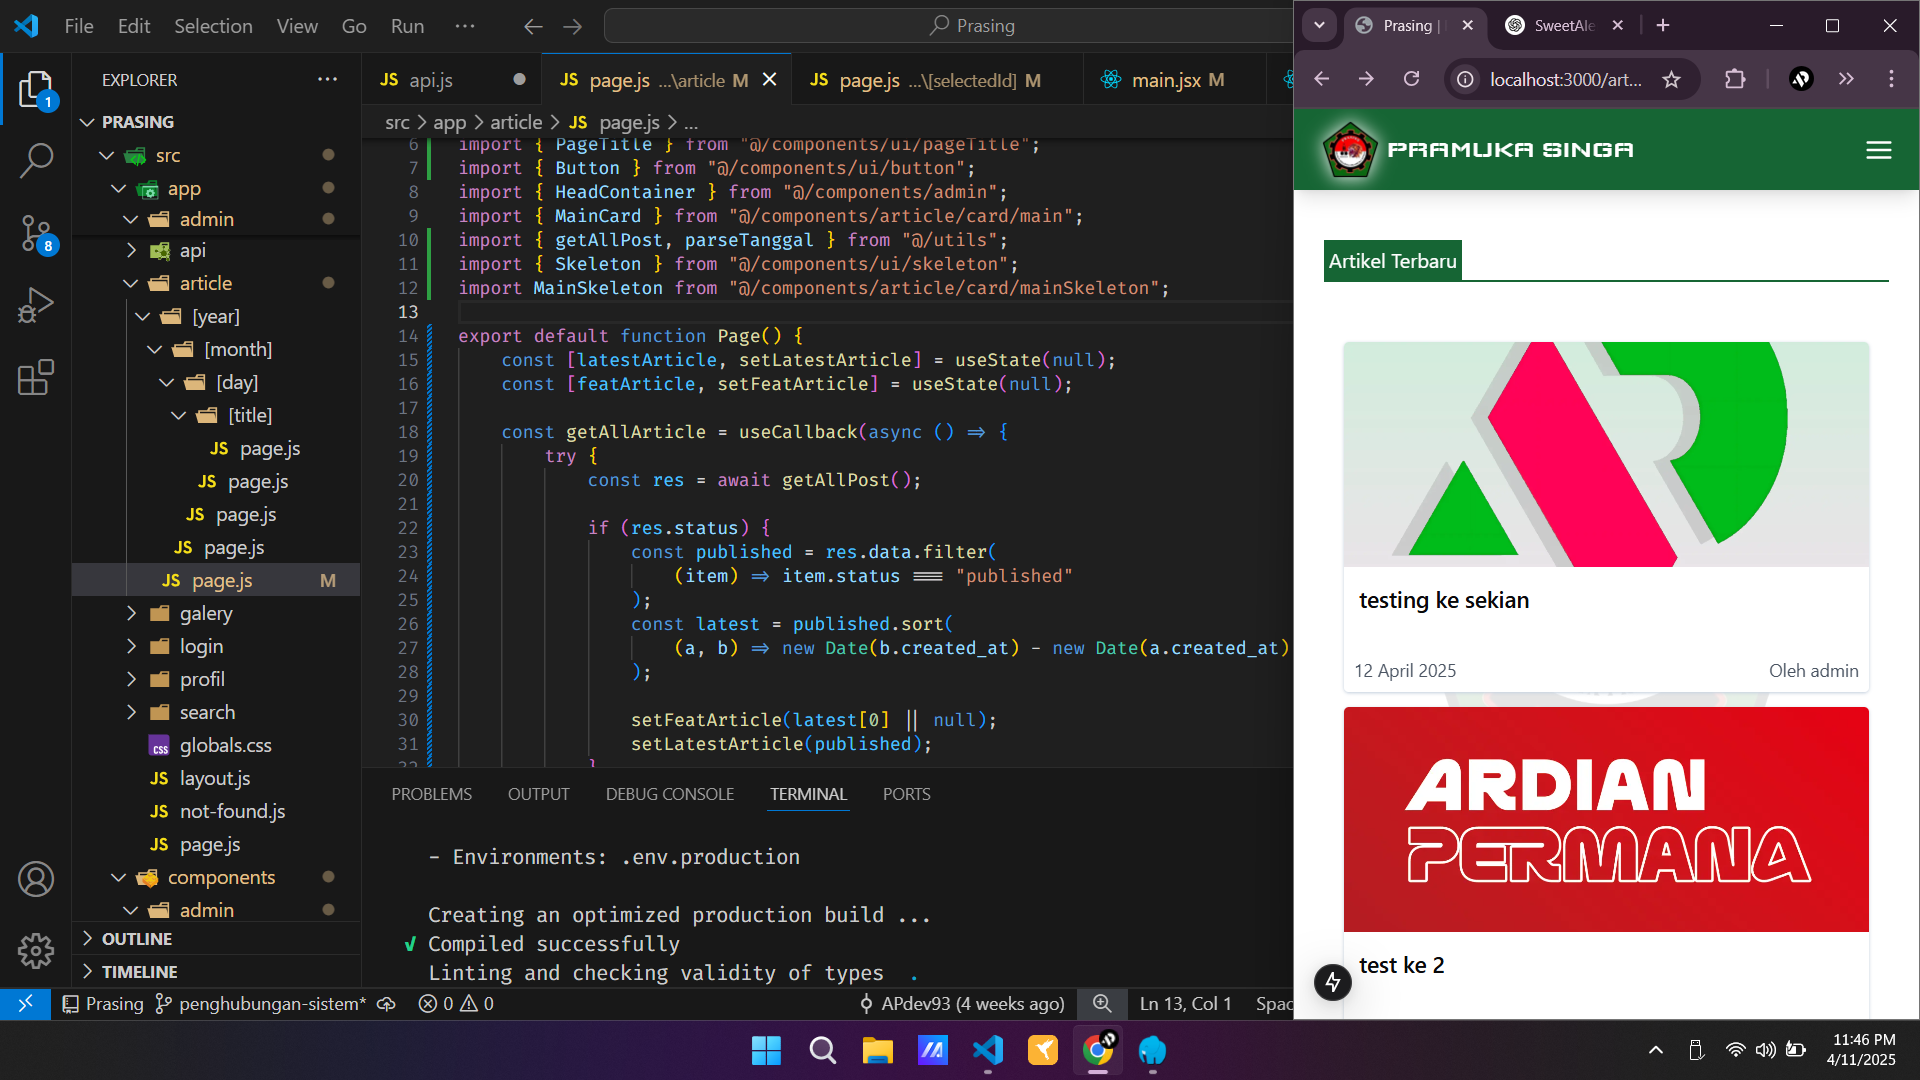 File Edit Selection View Go Run ···
Prasing
EXPLORER
PRASING
src
app
admin
api
article
[year]
[month]
[day]
[title]
JS page.js
JS page.js
JS page.js
JS page.js
JS page.js M
galery
login
profil
search
css globals.css
JS layout.js
JS not-found.js
JS page.js
components
admin
OUTLINE
TIMELINE
1
8
JS api.js
JS page.js ...\article M
JS page.js ...\[selectedId] M
main.jsx M
src > app > article > JS page.js > ...
6 import { PageTitle } from "@/components/ui/pageTitle";
7 import { Button } from "@/components/ui/button";
8 import { HeadContainer } from "@/components/admin";
9 import { MainCard } from "@/components/article/card/main";
10 import { getAllPost, parseTanggal } from "@/utils";
11 import { Skeleton } from "@/components/ui/skeleton";
12 import MainSkeleton from "@/components/article/card/mainSkeleton";
13
14 export default function Page() {
15 const [latestArticle, setLatestArticle] = useState(null);
16 const [featArticle, setFeatArticle] = useState(null);
17
18 const getAllArticle = useCallback(async () => {
19 try {
20 const res = await getAllPost();
21
22 if (res.status) {
23 const published = res.data.filter(
24 (item) => item.status === "published"
25 );
26 const latest = published.sort(
27 (a, b) => new Date(b.created_at) - new Date(a.created_at)
28 );
29
30 setFeatArticle(latest[0] || null);
31 setLatestArticle(published);
32 }
PROBLEMS OUTPUT DEBUG CONSOLE TERMINAL PORTS
- Environments: .env.production
Creating an optimized production build ...
√ Compiled successfully
Linting and checking validity of types .
Prasing penghubungan-sistem* 0 0 APdev93 (4 weeks ago) Ln 13, Col 1 Spac
Prasing | SweetAle
localhost:3000/art...
PRAMUKA SINGA
Artikel Terbaru
testing ke sekian
12 April 2025 Oleh admin
ARDIAN
PERMANA
test ke 2
11:46 PM
4/11/2025